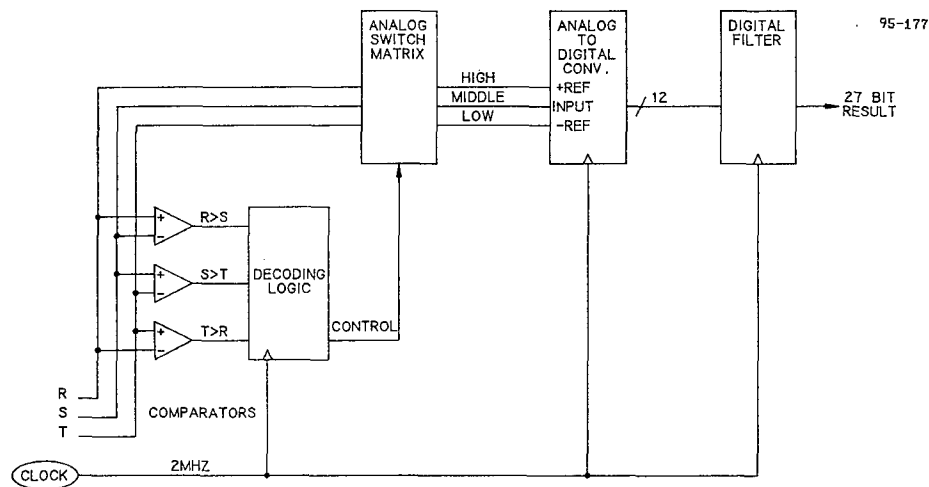 95-177
ANALOG
SWITCH
MATRIX
ANALOG
TO
DIGITAL
CONV.
DIGITAL
FILTER
HIGH
MIDDLE
LOW
+REF
INPUT
-REF
12
27 BIT
RESULT
+
-
R>S
+
-
S>T
+
-
T>R
DECODING
LOGIC
CONTROL
R
S
T
COMPARATORS
CLOCK
2MHZ